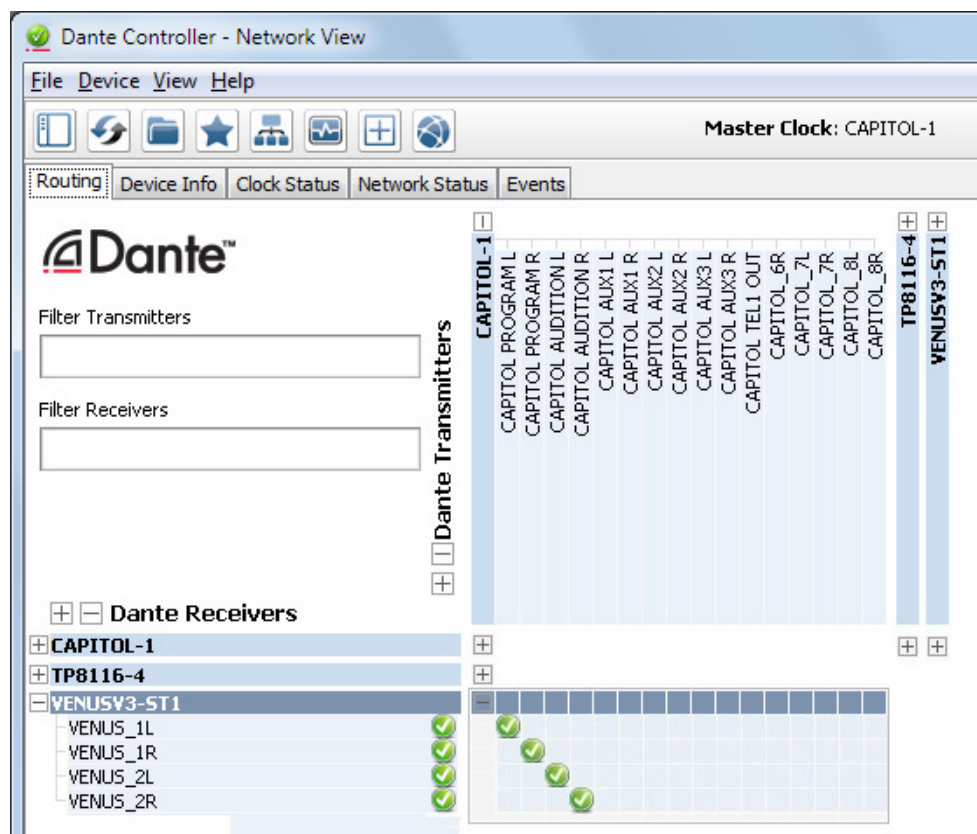 Dante Controller - Network View
File Device View Help
Master Clock: CAPITOL-1
Routing Device Info Clock Status Network Status Events
Dante™
Filter Transmitters
Filter Receivers
Dante Transmitters
CAPITOL-1
CAPITOL PROGRAM L
CAPITOL PROGRAM R
CAPITOL AUDITION L
CAPITOL AUDITION R
CAPITOL AUX1 L
CAPITOL AUX1 R
CAPITOL AUX2 L
CAPITOL AUX2 R
CAPITOL AUX3 L
CAPITOL AUX3 R
CAPITOL TEL1 OUT
CAPITOL_6R
CAPITOL_7L
CAPITOL_7R
CAPITOL_8L
CAPITOL_8R
TP8116-4
VENUSV3-ST1
Dante Receivers
CAPITOL-1
TP8116-4
VENUSV3-ST1
VENUS_1L
VENUS_1R
VENUS_2L
VENUS_2R